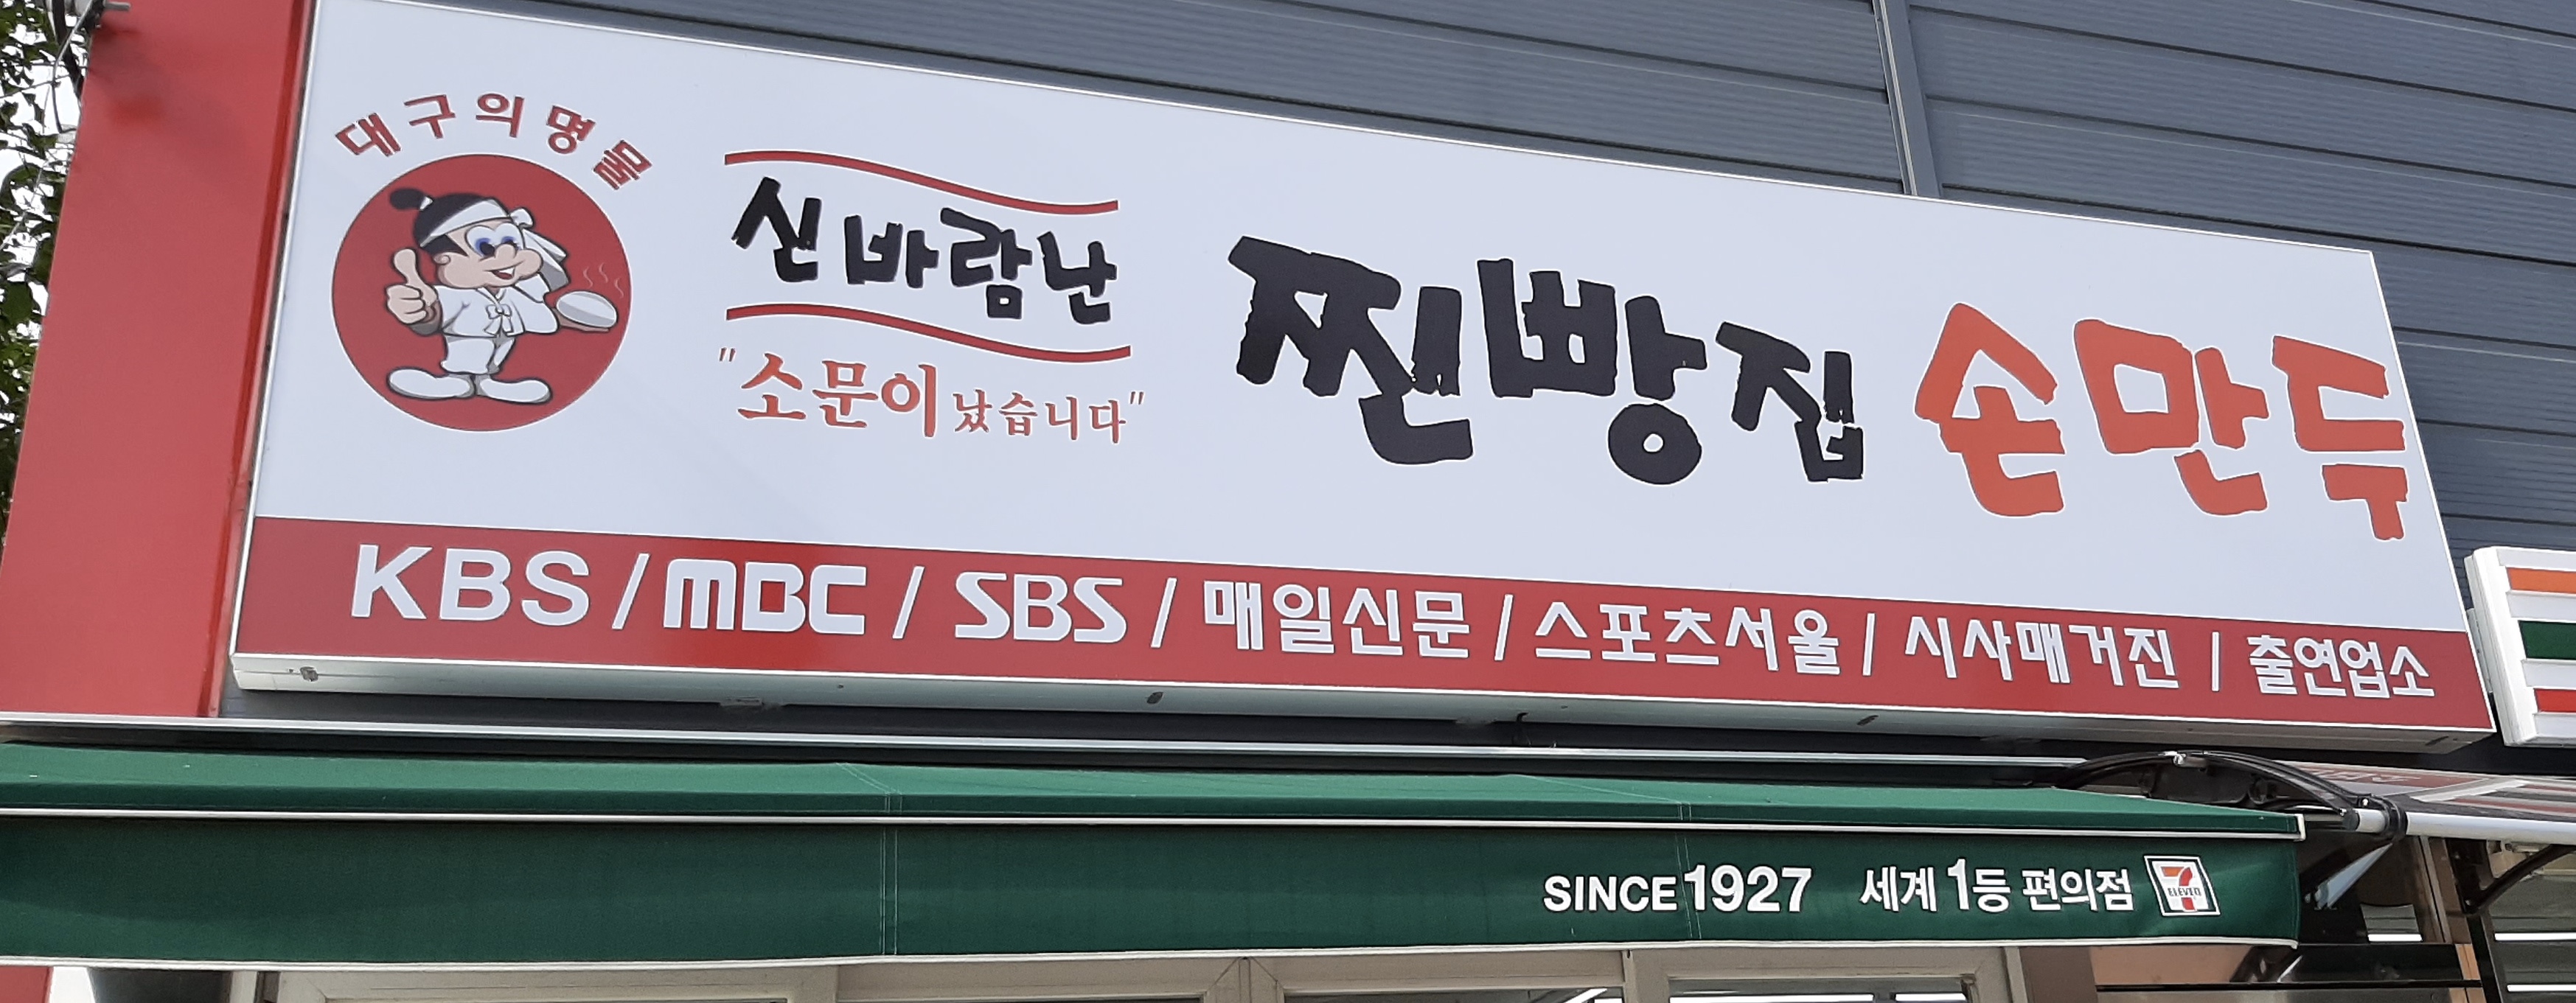 대구의명물
신바람난
"소문이났습니다"
찐빵집 손만두
KBS / MBC / SBS / 매일신문 / 스포츠서울 / 시사매거진 / 출연업소
SINCE 1927 세계 1등 편의점 7 ELEVEN